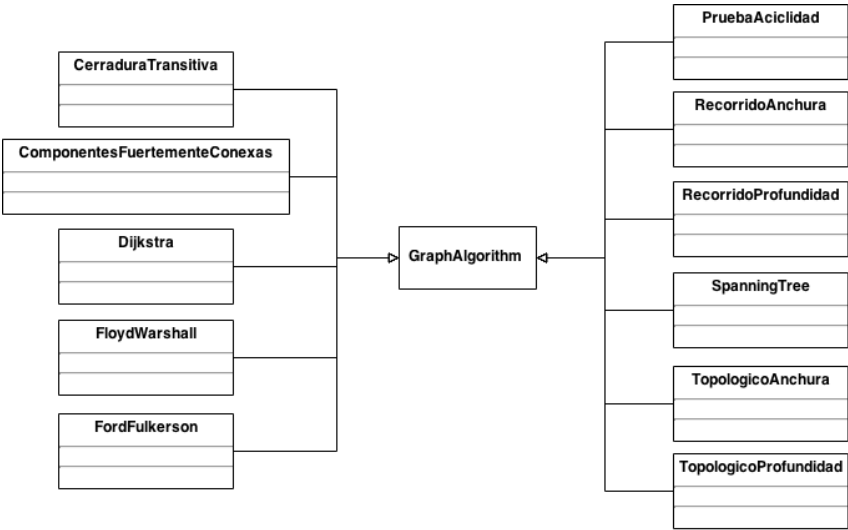 CerraduraTransitiva
ComponentesFuertementeConexas
Dijkstra
FloydWarshall
FordFulkerson
GraphAlgorithm
PruebaAciclidad
RecorridoAnchura
RecorridoProfundidad
SpanningTree
TopologicoAnchura
TopologicoProfundidad